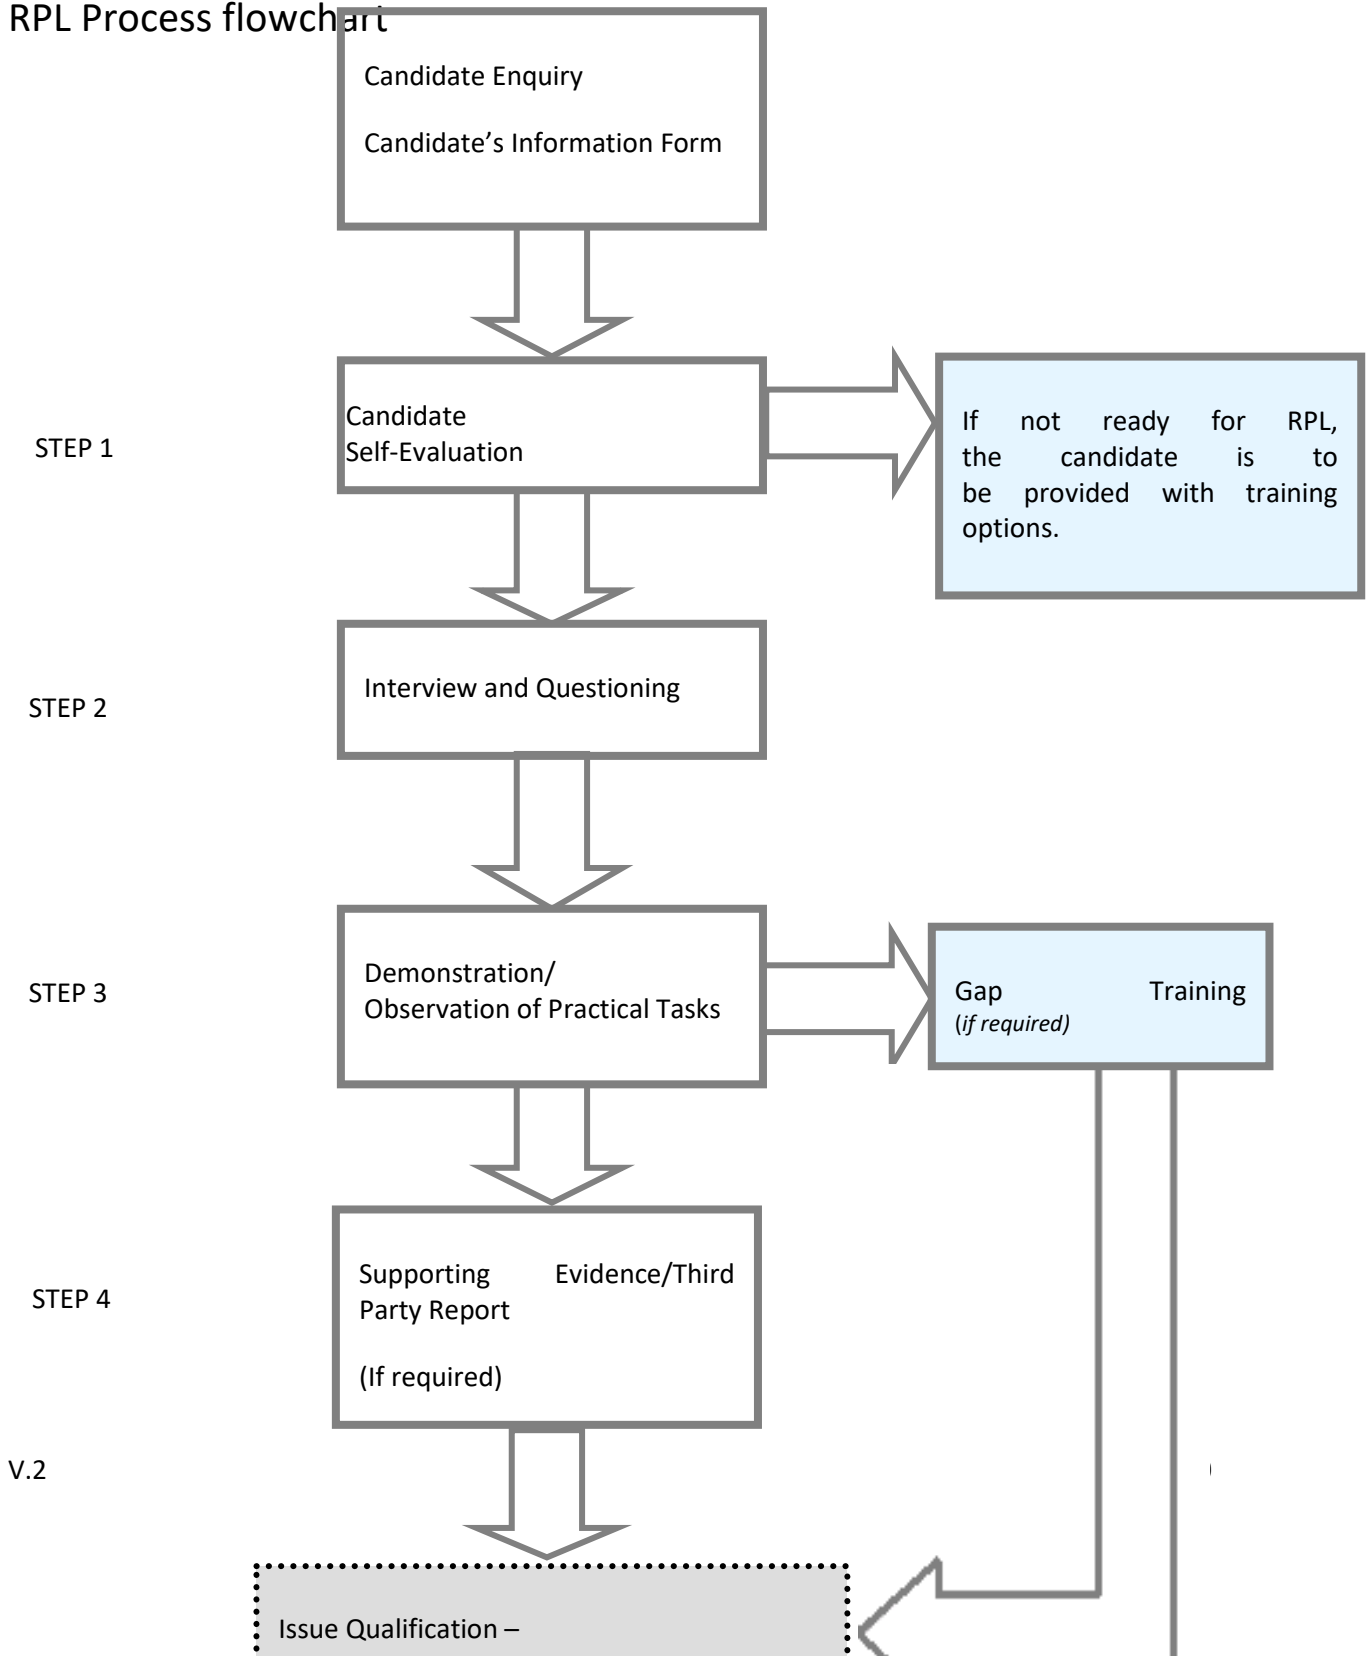 RPL Process flowchart
Candidate Enquiry
Candidate's Information Form
STEP 1
Candidate
Self-Evaluation
If not ready for RPL,
the candidate is to
be provided with training
options.
STEP 2
Interview and Questioning
STEP 3
Demonstration/
Observation of Practical Tasks
Gap Training
(if required)
STEP 4
Supporting Evidence/Third
Party Report
(If required)
V.2
Issue Qualification –